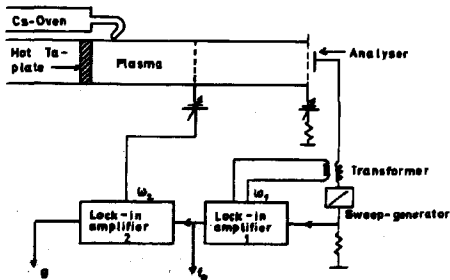 Cs-Oven
Hot Ta-
plate
Plasma
Analyser
Transformer
ω₂
ω₁
Sweep-generator
Lock-in
amplifier
2
Lock-in
amplifier
1
g
f₀